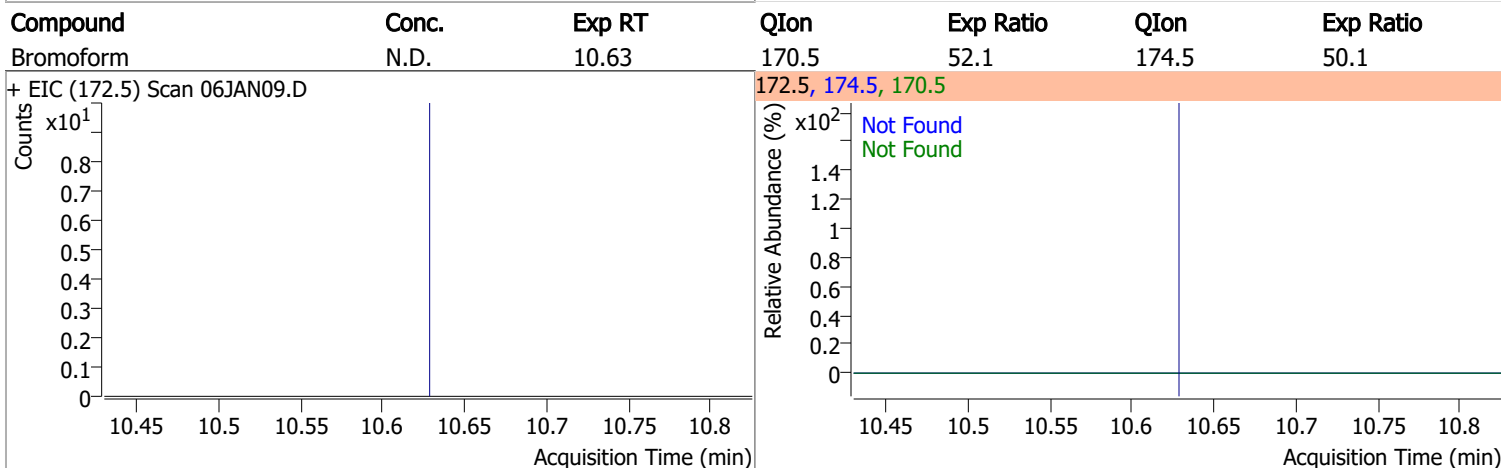 Compound Conc. Exp RT QIon Exp Ratio QIon Exp Ratio
Bromoform N.D. 10.63 170.5 52.1 174.5 50.1
+ EIC (172.5) Scan 06JAN09.D
Counts
x10¹
0.8
0.7
0.6
0.5
0.4
0.3
0.2
0.1
0
10.45 10.5 10.55 10.6 10.65 10.7 10.75 10.8
Acquisition Time (min)
172.5, 174.5, 170.5
Relative Abundance (%)
x10²
Not Found
Not Found
1.4
1.2
1
0.8
0.6
0.4
0.2
0
10.45 10.5 10.55 10.6 10.65 10.7 10.75 10.8
Acquisition Time (min)